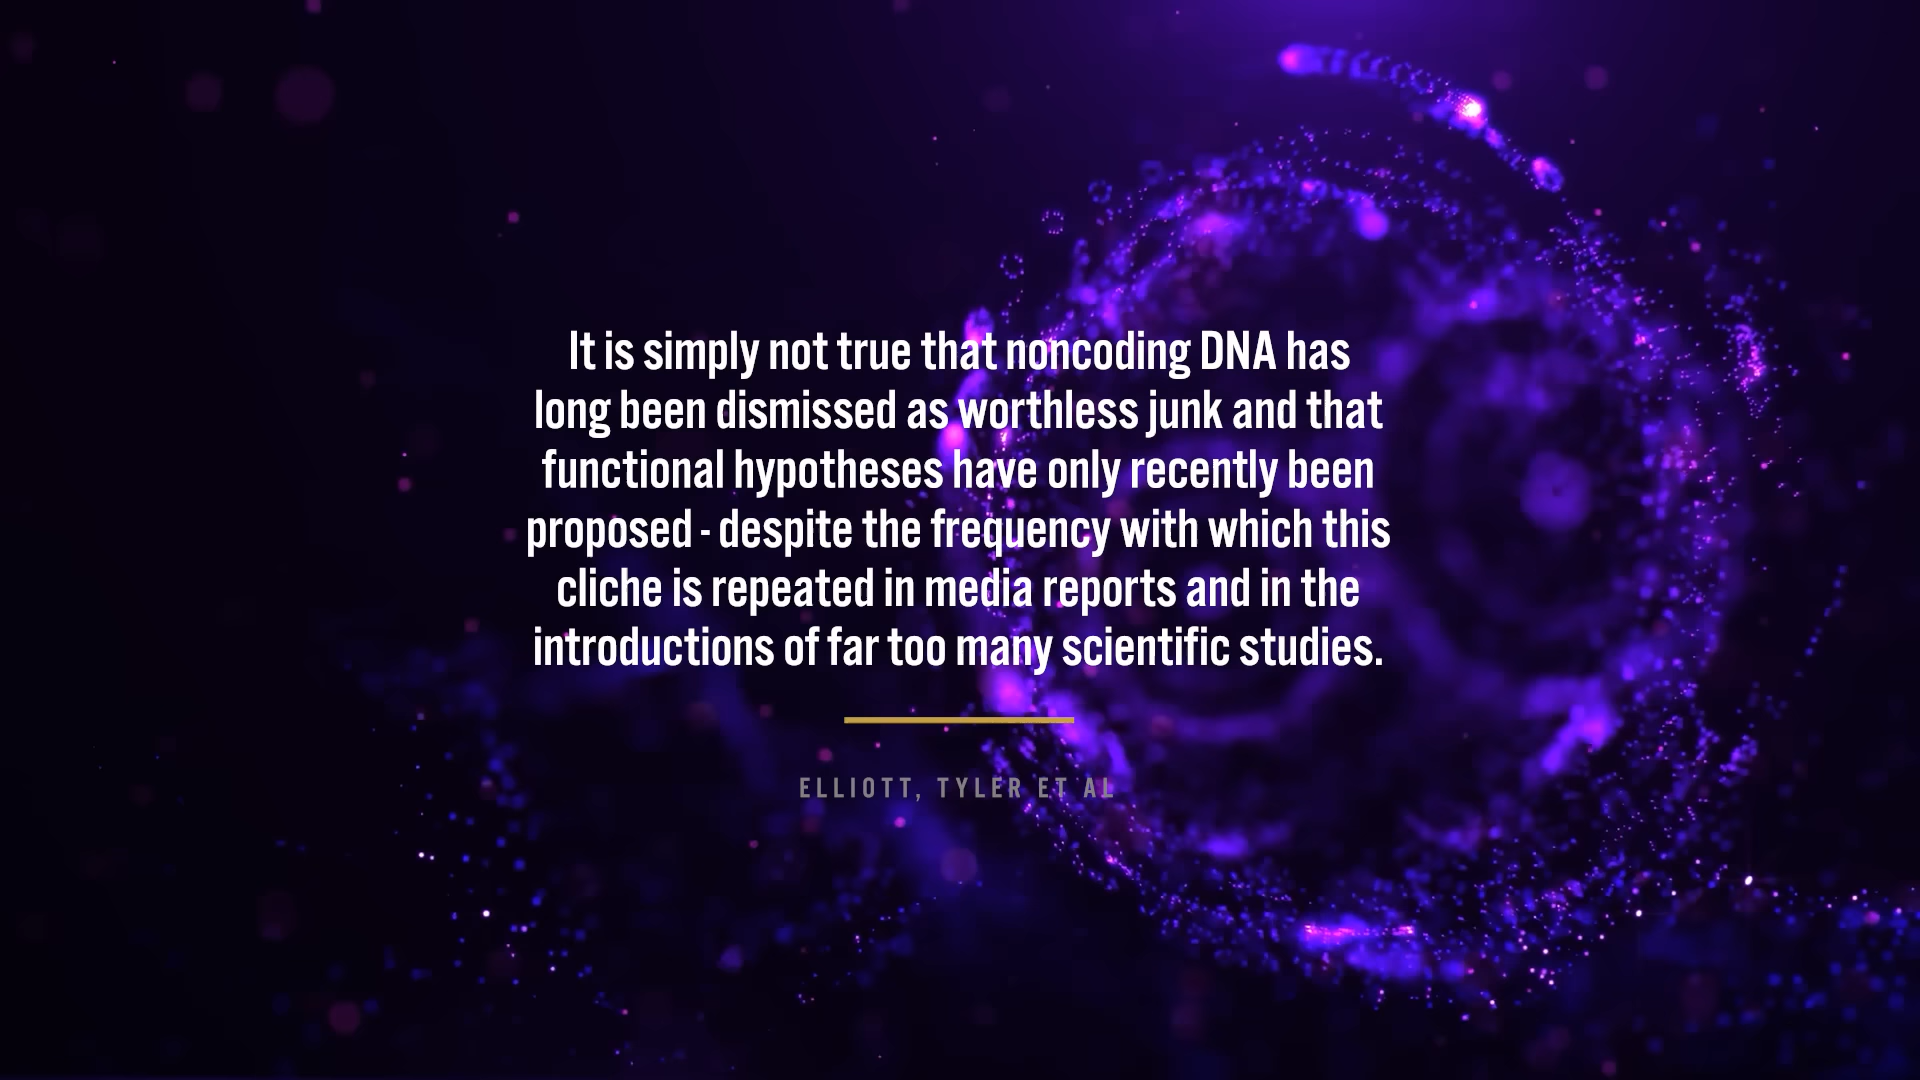 It is simply not true that noncoding DNA has
long been dismissed as worthless junk and that
functional hypotheses have only recently been
proposed - despite the frequency with which this
cliche is repeated in media reports and in the
introductions of far too many scientific studies.
ELLIOTT, TYLER ET AL